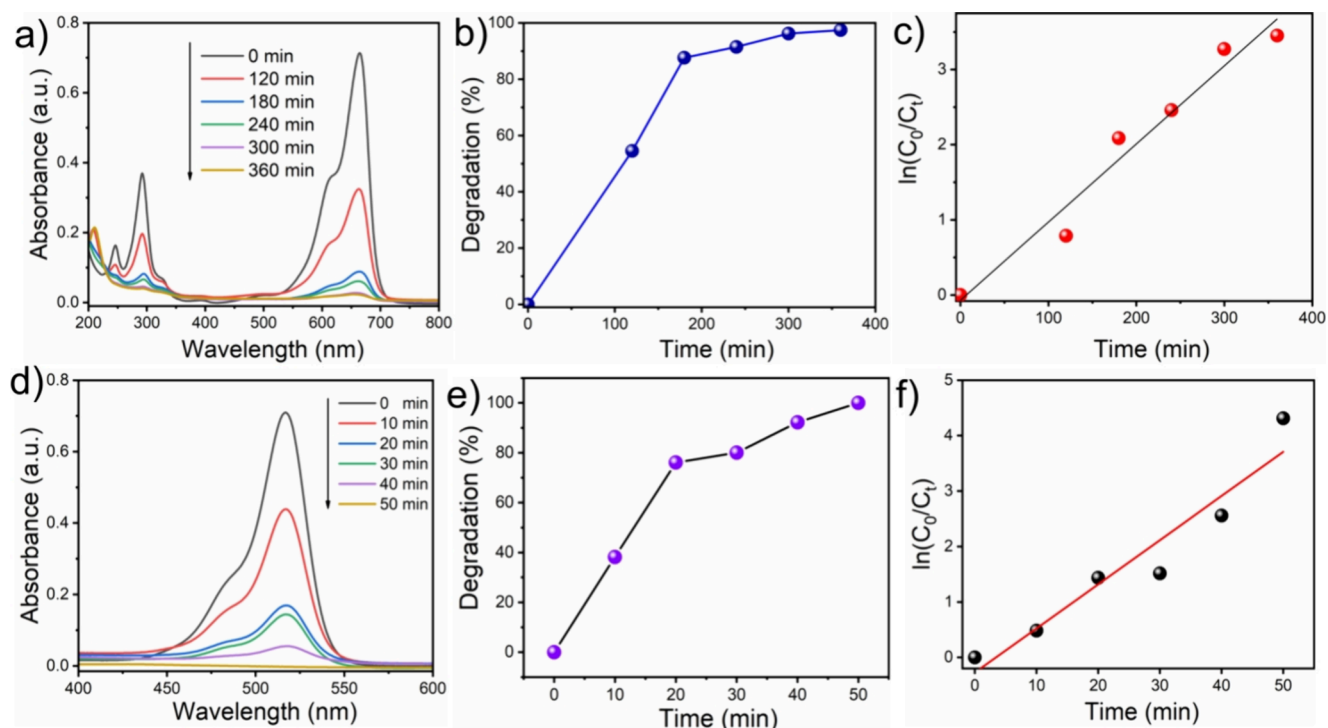 a)
0 min
120 min
180 min
240 min
300 min
360 min
Absorbance (a.u.)
0.8
0.6
0.4
0.2
0.0
200 300 400 500 600 700 800
Wavelength (nm)
b)
Degradation (%)
100
80
60
40
20
0
0 100 200 300 400
Time (min)
c)
ln(C₀/Cₜ)
3
2
1
0
0 100 200 300 400
Time (min)
d)
0 min
10 min
20 min
30 min
40 min
50 min
Absorbance (a.u.)
0.8
0.6
0.4
0.2
0.0
400 450 500 550 600
Wavelength (nm)
e)
Degradation (%)
100
80
60
40
20
0
0 10 20 30 40 50
Time (min)
f)
ln(C₀/Cₜ)
5
4
3
2
1
0
0 10 20 30 40 50
Time (min)